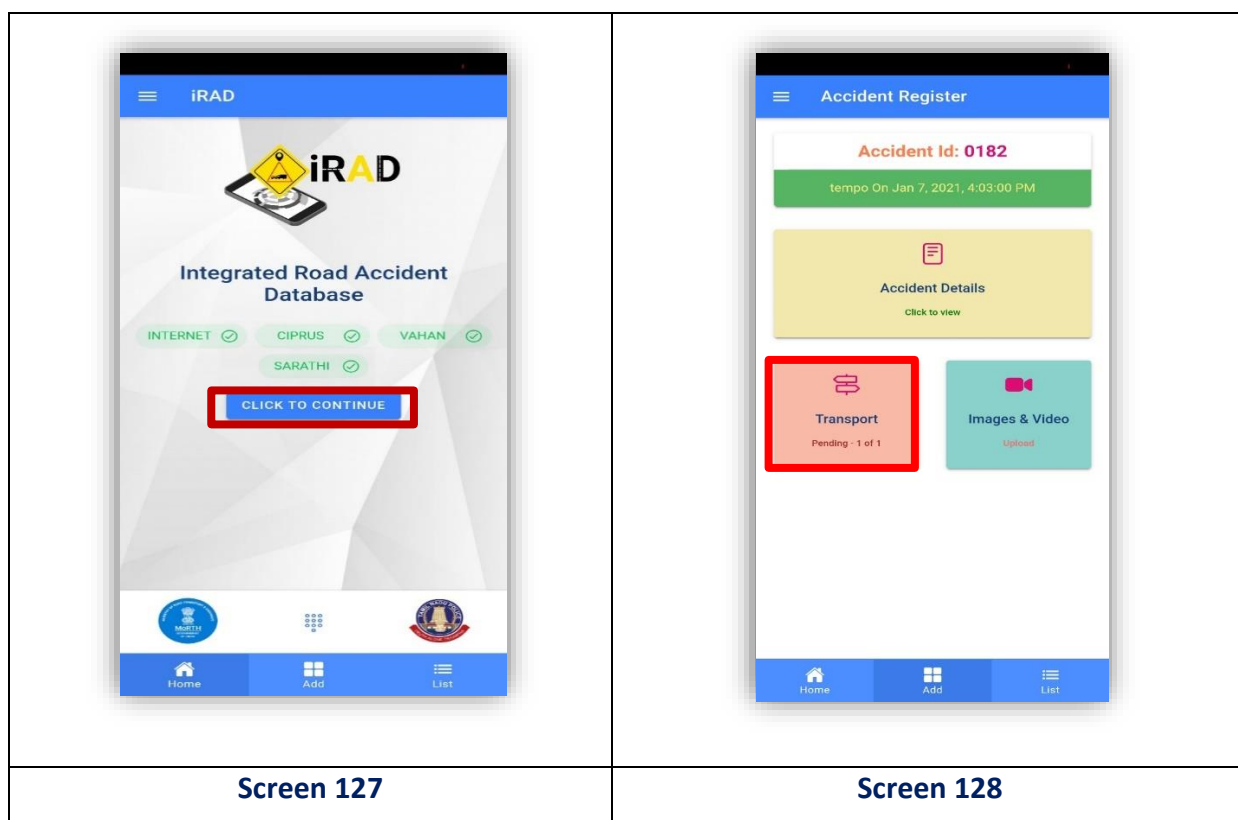 iRAD
iRAD
Integrated Road Accident
Database
INTERNET CIPRUS VAHAN
SARATHI
CLICK TO CONTINUE
MoRTH
Home Add List
Screen 127
Accident Register
Accident Id: 0182
tempo On Jan 7, 2021, 4:03:00 PM
Accident Details
Click to view
Transport
Pending - 1 of 1
Images & Video
Upload
Home Add List
Screen 128